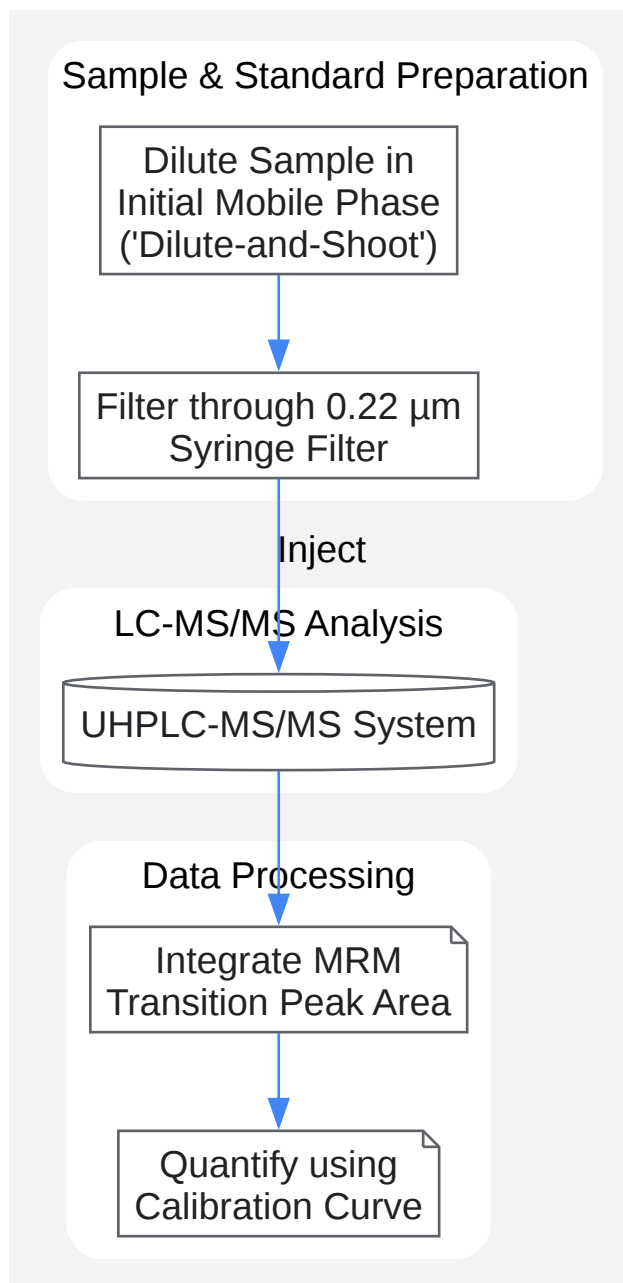 Sample & Standard Preparation
Dilute Sample in
Initial Mobile Phase
('Dilute-and-Shoot')
Filter through 0.22 µm
Syringe Filter
Inject
LC-MS/MS Analysis
UHPLC-MS/MS System
Data Processing
Integrate MRM
Transition Peak Area
Quantify using
Calibration Curve